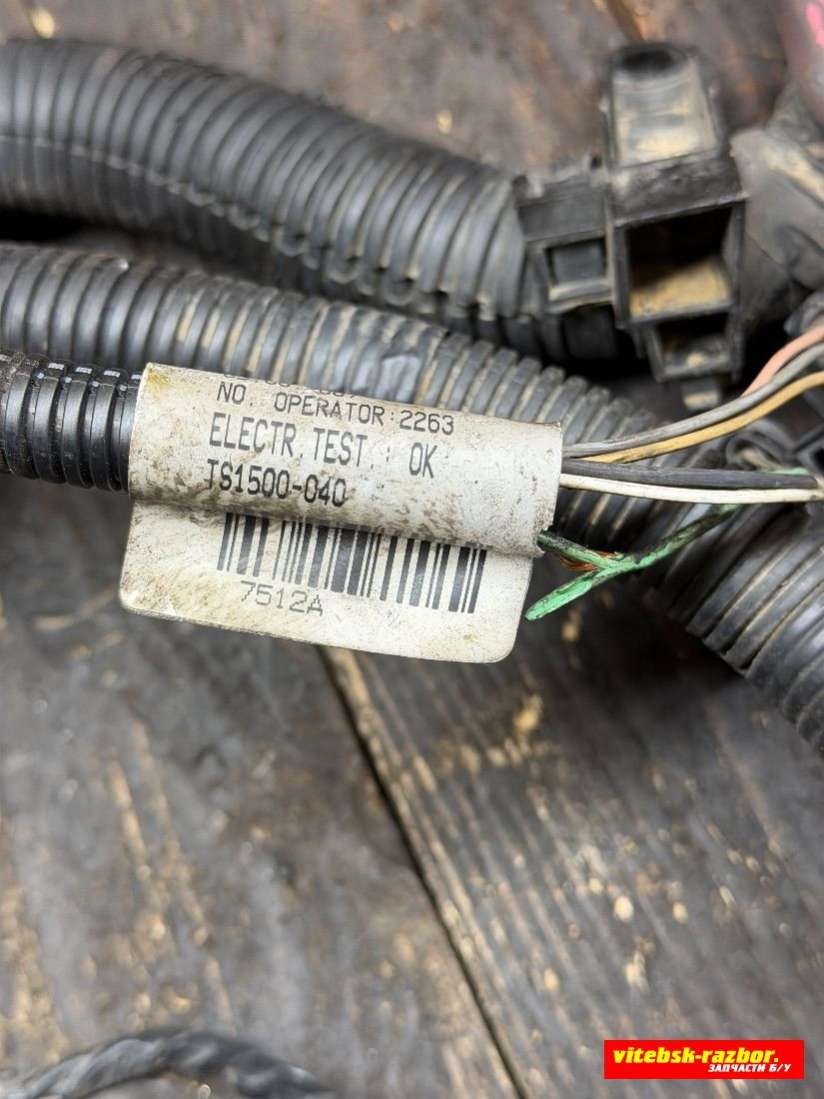 NO. OPERATOR:2263
ELECTR.TEST.: OK
TS1500-040
7512A
vitebsk-razbor.
ЗАПЧАСТИ Б/У